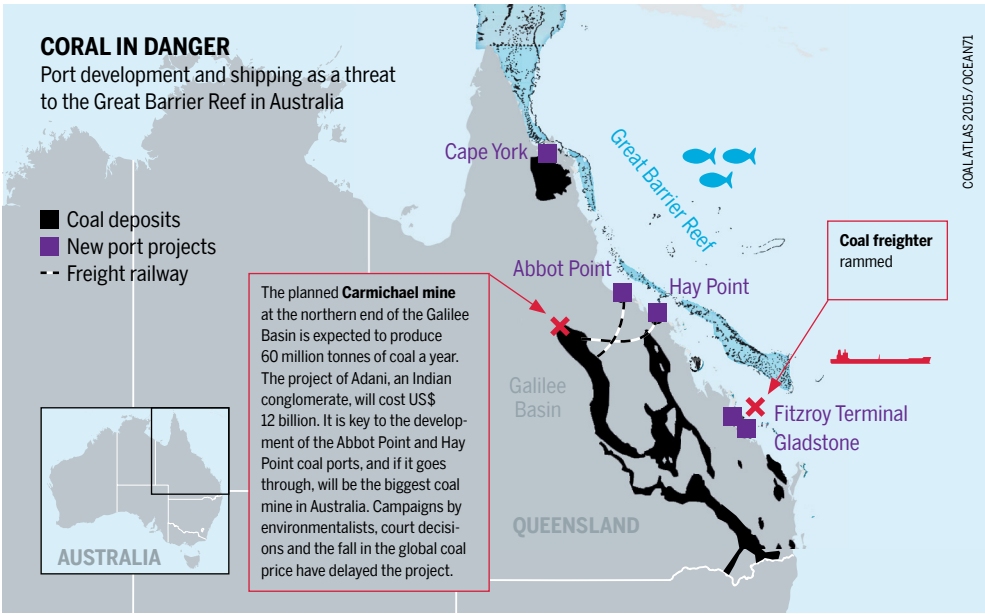 CORAL IN DANGER
Port development and shipping as a threat
to the Great Barrier Reef in Australia
COAL ATLAS 2015 / OCEAN71
Cape York
Great Barrier Reef
Coal deposits
New port projects
Freight railway
Coal freighter
rammed
Abbot Point
Hay Point
The planned Carmichael mine
at the northern end of the Galilee
Basin is expected to produce
60 million tonnes of coal a year.
The project of Adani, an Indian
conglomerate, will cost US$
12 billion. It is key to the develop-
ment of the Abbot Point and Hay
Point coal ports, and if it goes
through, will be the biggest coal
mine in Australia. Campaigns by
environmentalists, court decisi-
ons and the fall in the global coal
price have delayed the project.
Galilee
Basin
Fitzroy Terminal
Gladstone
QUEENSLAND
AUSTRALIA